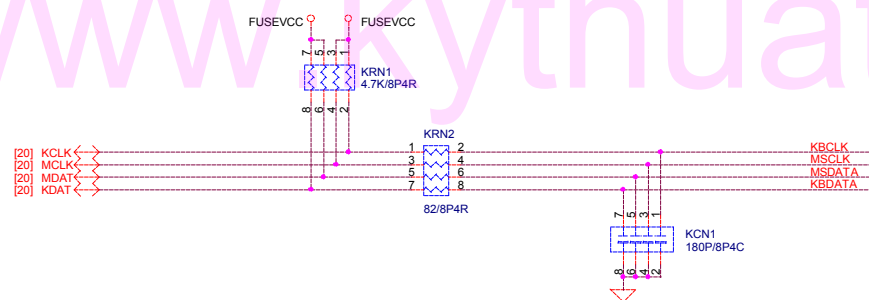 www.kythuat
FUSEVCC FUSEVCC
7 5 3 1
KRN1
4.7K/8P4R
8 6 4 2
KRN2
[20] KCLK 1 2 KBCLK
[20] MCLK 3 4 MSCLK
[20] MDAT 5 6 MSDATA
[20] KDAT 7 8 KBDATA
82/8P4R
7 5 3 1
KCN1
180P/8P4C
8 6 4 2